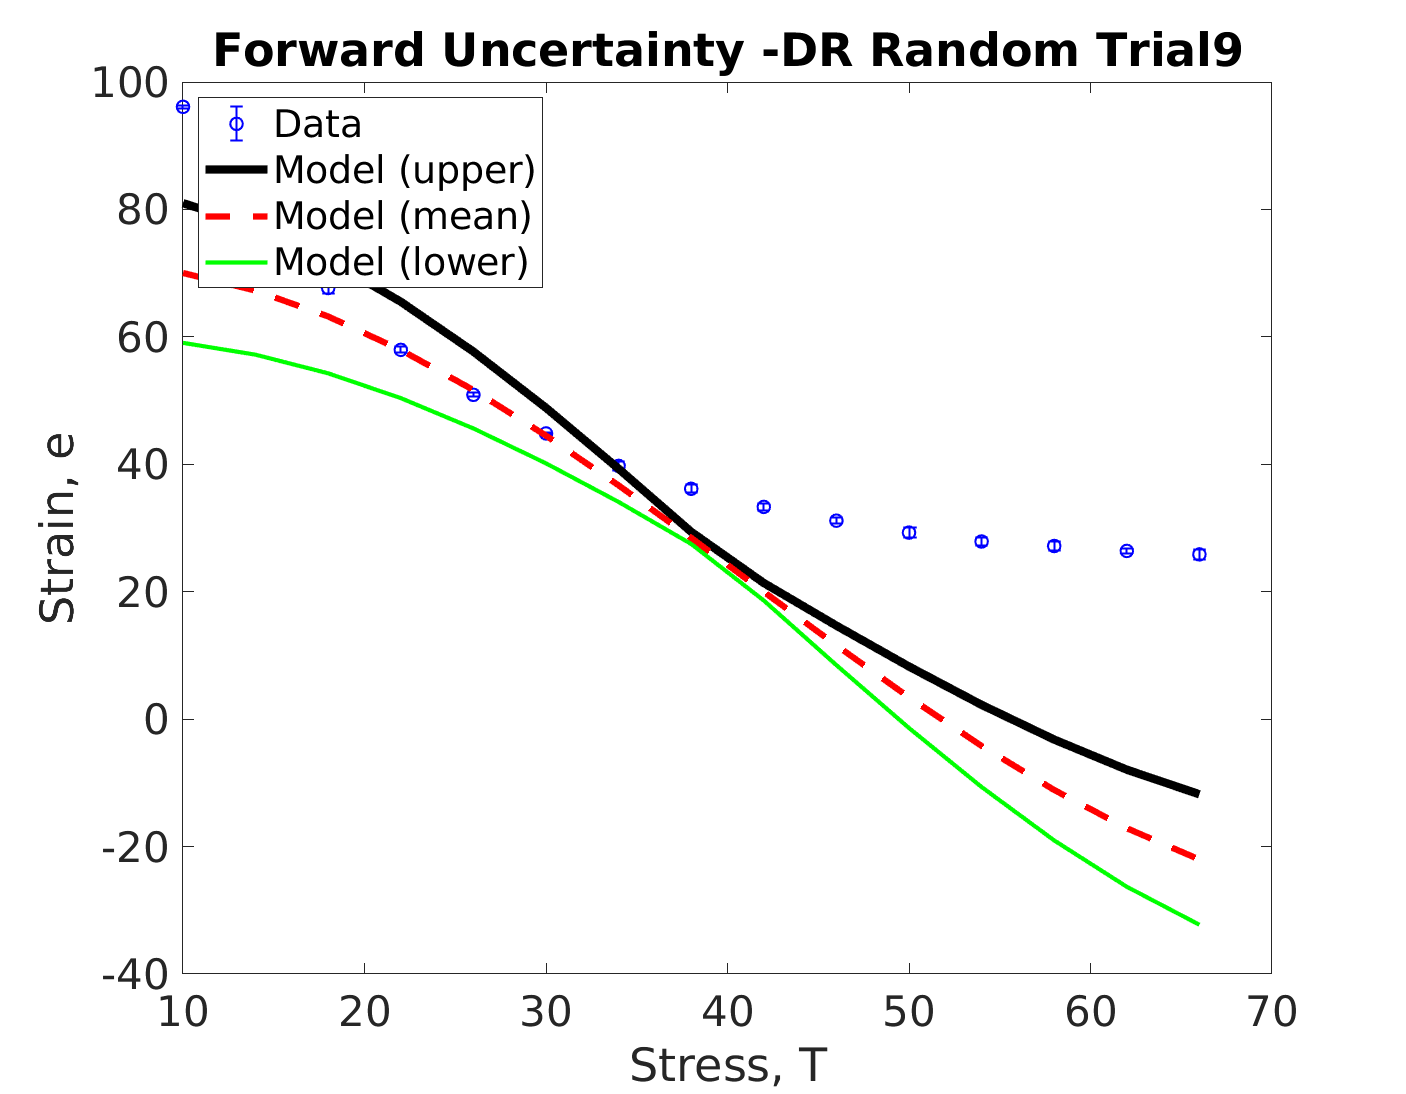 Forward Uncertainty -DR Random Trial9
100
80
60
40
20
0
-20
-40
Strain, e
Data
Model (upper)
Model (mean)
Model (lower)
10 20 30 40 50 60 70
Stress, T